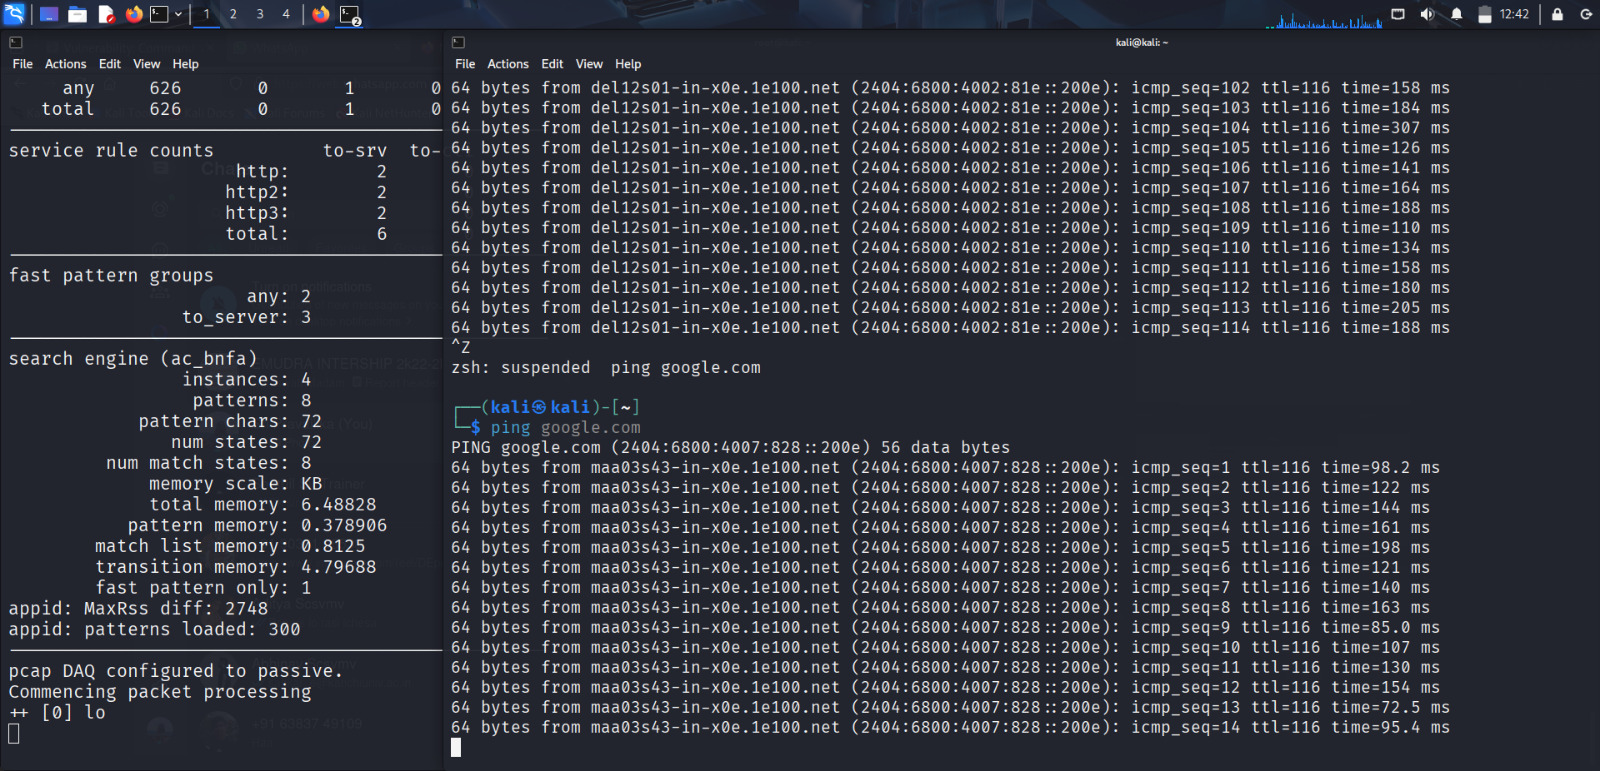 1 2 3 4 2 12:42
File Actions Edit View Help
any 626 0 1 0
total 626 0 1 0
service rule counts to-srv to-
http: 2
http2: 2
http3: 2
total: 6
fast pattern groups
any: 2
to_server: 3
search engine (ac_bnfa)
instances: 4
patterns: 8
pattern chars: 72
num states: 72
num match states: 8
memory scale: KB
total memory: 6.48828
pattern memory: 0.378906
match list memory: 0.8125
transition memory: 4.79688
fast pattern only: 1
appid: MaxRss diff: 2748
appid: patterns loaded: 300
pcap DAQ configured to passive.
Commencing packet processing
++ [0] lo
kali@kali: ~
File Actions Edit View Help
64 bytes from del12s01-in-x0e.1e100.net (2404:6800:4002:81e::200e): icmp_seq=102 ttl=116 time=158 ms
64 bytes from del12s01-in-x0e.1e100.net (2404:6800:4002:81e::200e): icmp_seq=103 ttl=116 time=184 ms
64 bytes from del12s01-in-x0e.1e100.net (2404:6800:4002:81e::200e): icmp_seq=104 ttl=116 time=307 ms
64 bytes from del12s01-in-x0e.1e100.net (2404:6800:4002:81e::200e): icmp_seq=105 ttl=116 time=126 ms
64 bytes from del12s01-in-x0e.1e100.net (2404:6800:4002:81e::200e): icmp_seq=106 ttl=116 time=141 ms
64 bytes from del12s01-in-x0e.1e100.net (2404:6800:4002:81e::200e): icmp_seq=107 ttl=116 time=164 ms
64 bytes from del12s01-in-x0e.1e100.net (2404:6800:4002:81e::200e): icmp_seq=108 ttl=116 time=188 ms
64 bytes from del12s01-in-x0e.1e100.net (2404:6800:4002:81e::200e): icmp_seq=109 ttl=116 time=110 ms
64 bytes from del12s01-in-x0e.1e100.net (2404:6800:4002:81e::200e): icmp_seq=110 ttl=116 time=134 ms
64 bytes from del12s01-in-x0e.1e100.net (2404:6800:4002:81e::200e): icmp_seq=111 ttl=116 time=158 ms
64 bytes from del12s01-in-x0e.1e100.net (2404:6800:4002:81e::200e): icmp_seq=112 ttl=116 time=180 ms
64 bytes from del12s01-in-x0e.1e100.net (2404:6800:4002:81e::200e): icmp_seq=113 ttl=116 time=205 ms
64 bytes from del12s01-in-x0e.1e100.net (2404:6800:4002:81e::200e): icmp_seq=114 ttl=116 time=188 ms
^Z
zsh: suspended ping google.com
┌──(kali㉿kali)-[~]
└─$ ping google.com
PING google.com (2404:6800:4007:828::200e) 56 data bytes
64 bytes from maa03s43-in-x0e.1e100.net (2404:6800:4007:828::200e): icmp_seq=1 ttl=116 time=98.2 ms
64 bytes from maa03s43-in-x0e.1e100.net (2404:6800:4007:828::200e): icmp_seq=2 ttl=116 time=122 ms
64 bytes from maa03s43-in-x0e.1e100.net (2404:6800:4007:828::200e): icmp_seq=3 ttl=116 time=144 ms
64 bytes from maa03s43-in-x0e.1e100.net (2404:6800:4007:828::200e): icmp_seq=4 ttl=116 time=161 ms
64 bytes from maa03s43-in-x0e.1e100.net (2404:6800:4007:828::200e): icmp_seq=5 ttl=116 time=198 ms
64 bytes from maa03s43-in-x0e.1e100.net (2404:6800:4007:828::200e): icmp_seq=6 ttl=116 time=121 ms
64 bytes from maa03s43-in-x0e.1e100.net (2404:6800:4007:828::200e): icmp_seq=7 ttl=116 time=140 ms
64 bytes from maa03s43-in-x0e.1e100.net (2404:6800:4007:828::200e): icmp_seq=8 ttl=116 time=163 ms
64 bytes from maa03s43-in-x0e.1e100.net (2404:6800:4007:828::200e): icmp_seq=9 ttl=116 time=85.0 ms
64 bytes from maa03s43-in-x0e.1e100.net (2404:6800:4007:828::200e): icmp_seq=10 ttl=116 time=107 ms
64 bytes from maa03s43-in-x0e.1e100.net (2404:6800:4007:828::200e): icmp_seq=11 ttl=116 time=130 ms
64 bytes from maa03s43-in-x0e.1e100.net (2404:6800:4007:828::200e): icmp_seq=12 ttl=116 time=154 ms
64 bytes from maa03s43-in-x0e.1e100.net (2404:6800:4007:828::200e): icmp_seq=13 ttl=116 time=72.5 ms
64 bytes from maa03s43-in-x0e.1e100.net (2404:6800:4007:828::200e): icmp_seq=14 ttl=116 time=95.4 ms